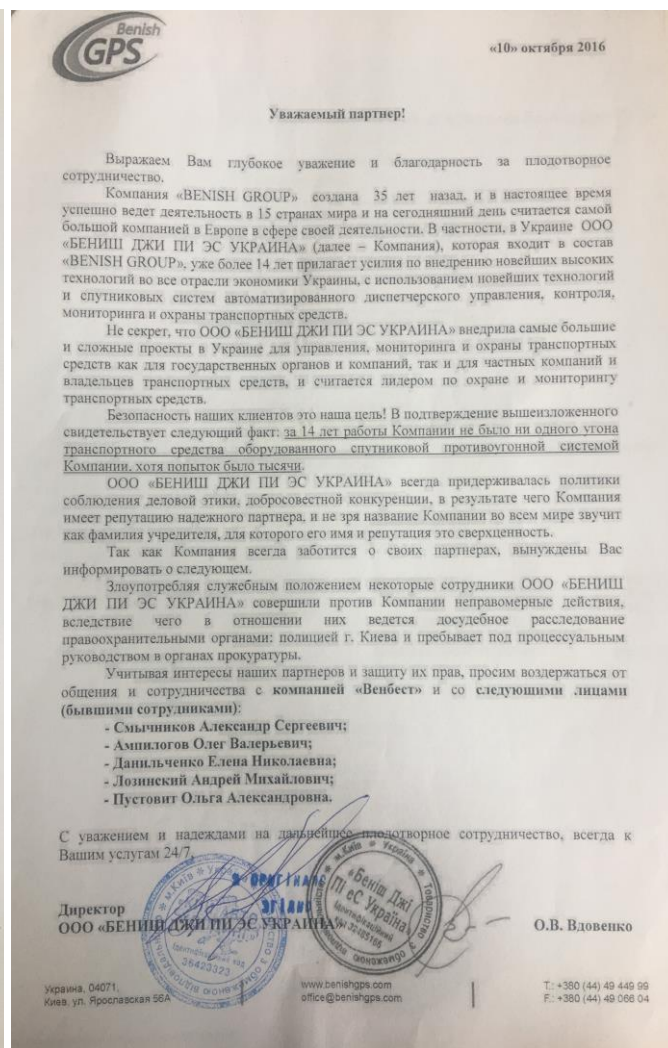 Benish
GPS
«10» октября 2016
Уважаемый партнер!
Выражаем Вам глубокое уважение и благодарность за плодотворное
сотрудничество.
Компания «BENISH GROUP» создана 35 лет назад, и в настоящее время
успешно ведет деятельность в 15 странах мира и на сегодняшний день считается самой
большой компанией в Европе в сфере своей деятельности. В частности, в Украине ООО
«БЕНИШ ДЖИ ПИ ЭС УКРАИНА» (далее – Компания), которая входит в состав
«BENISH GROUP», уже более 14 лет прилагает усилия по внедрению новейших высоких
технологий во все отрасли экономики Украины, с использованием новейших технологий
и спутниковых систем автоматизированного диспетчерского управления, контроля,
мониторинга и охраны транспортных средств.
Не секрет, что ООО «БЕНИШ ДЖИ ПИ ЭС УКРАИНА» внедрила самые большие
и сложные проекты в Украине для управления, мониторинга и охраны транспортных
средств как для государственных органов и компаний, так и для частных компаний и
владельцев транспортных средств, и считается лидером по охране и мониторингу
транспортных средств.
Безопасность наших клиентов это наша цель! В подтверждение вышеизложенного
свидетельствует следующий факт: за 14 лет работы Компании не было ни одного угона
транспортного средства оборудованного спутниковой противоугонной системой
Компании, хотя попыток было тысячи.
ООО «БЕНИШ ДЖИ ПИ ЭС УКРАИНА» всегда придерживалась политики
соблюдения деловой этики, добросовестной конкуренции, в результате чего Компания
имеет репутацию надежного партнера, и не зря название Компании во всем мире звучит
как фамилия учредителя, для которого его имя и репутация это сверхценность.
Так как Компания всегда заботится о своих партнерах, вынуждены Вас
информировать о следующем.
Злоупотребляя служебным положением некоторые сотрудники ООО «БЕНИШ
ДЖИ ПИ ЭС УКРАИНА» совершили против Компании неправомерные действия,
вследствие чего в отношении них ведется досудебное расследование
правоохранительными органами: полицией г. Киева и пребывает под процессуальным
руководством в органах прокуратуры.
Учитывая интересы наших партнеров и защиту их прав, просим воздержаться от
общения и сотрудничества с компанией «Венбест» и со следующими лицами
(бывшими сотрудниками):
- Смычников Александр Сергеевич;
- Ампилогов Олег Валерьевич;
- Данильченко Елена Николаевна;
- Лозинский Андрей Михайлович;
- Пустовит Ольга Александровна.
С уважением и надеждами на дальнейшее плодотворное сотрудничество, всегда к
Вашим услугам 24/7,
З ОРИГІНАЛОМ
ЗГІДНО
Директор
ООО «БЕНИШ ДЖИ ПИ ЭС УКРАИНА»
О.В. Вдовенко
м.Київ * Україна
36423323
«Беніш Джі
Пі еС Україна»
Украина, 04071,
Киев, ул. Ярославская 56А
www.benishgps.com
office@benishgps.com
T.: +380 (44) 49 449 99
F.: +380 (44) 49 066 04